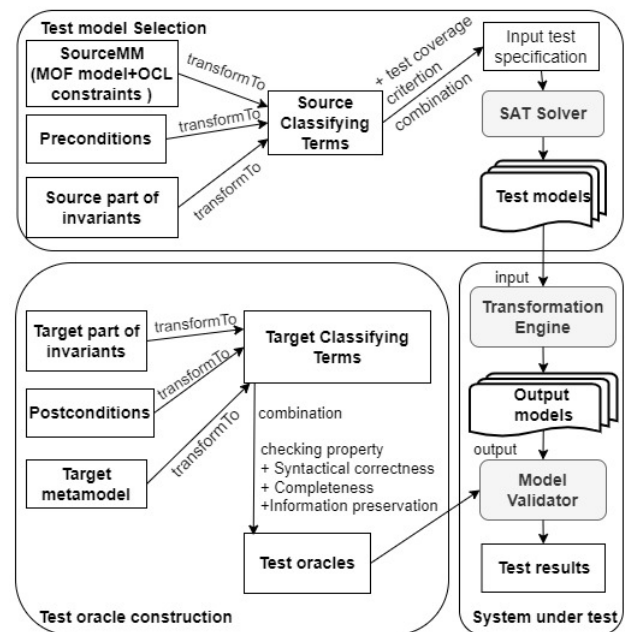 Test model Selection
SourceMM
(MOF model+OCL
constraints )
transformTo
Preconditions
transformTo
Source part of
invariants
transformTo
Source
Classifying
Terms
+ test coverage
critertion
combination
Input test
specification
SAT Solver
Test models
input
Transformation
Engine
Output
models
output
Model
Validator
Test results
System under test
Target part of
invariants
transformTo
Postconditions
transformTo
Target
metamodel
transformTo
Target Classifying
Terms
combination
checking property
+ Syntactical correctness
+ Completeness
+Information preservation
Test oracles
Test oracle construction